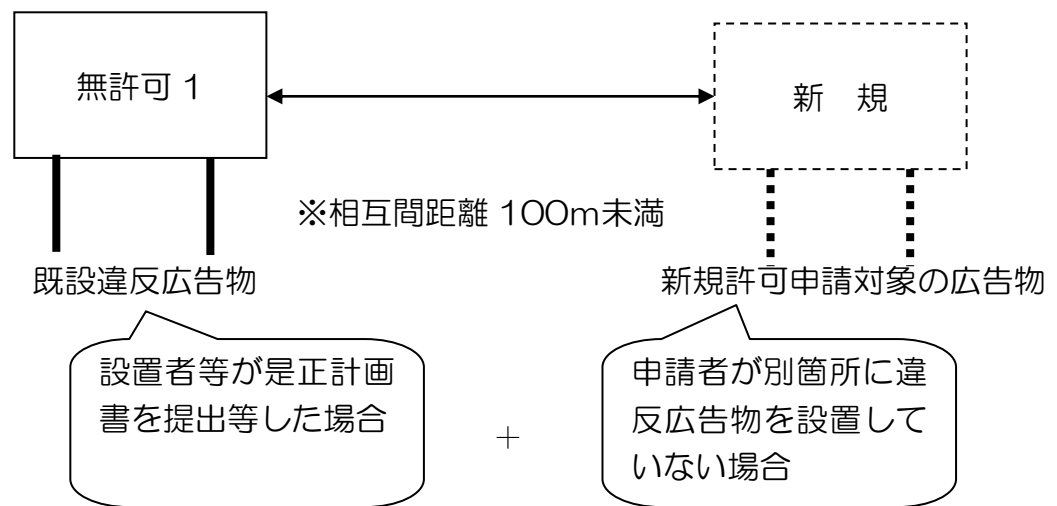 無許可 1
新　規
※相互間距離 100m未満
既設違反広告物
新規許可申請対象の広告物
設置者等が是正計画
書を提出等した場合
＋
申請者が別箇所に違
反広告物を設置して
いない場合